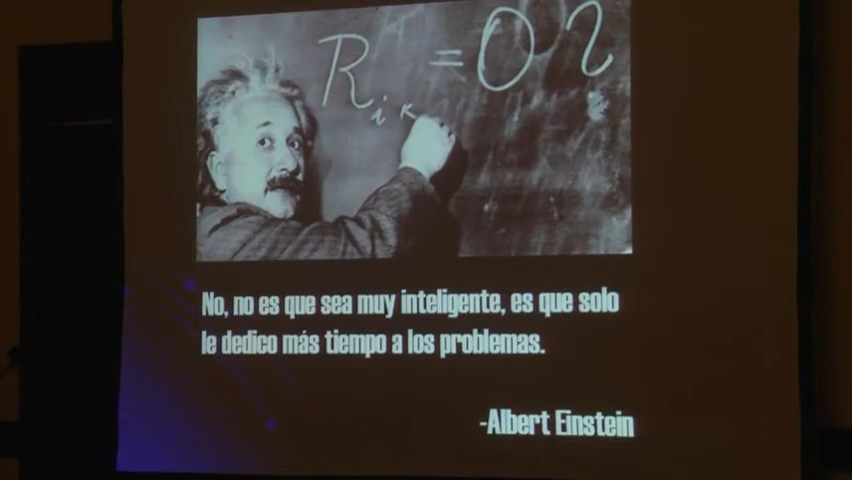 R i κ = 0 ?
No, no es que sea muy inteligente, es que solo
le dedico más tiempo a los problemas.
-Albert Einstein